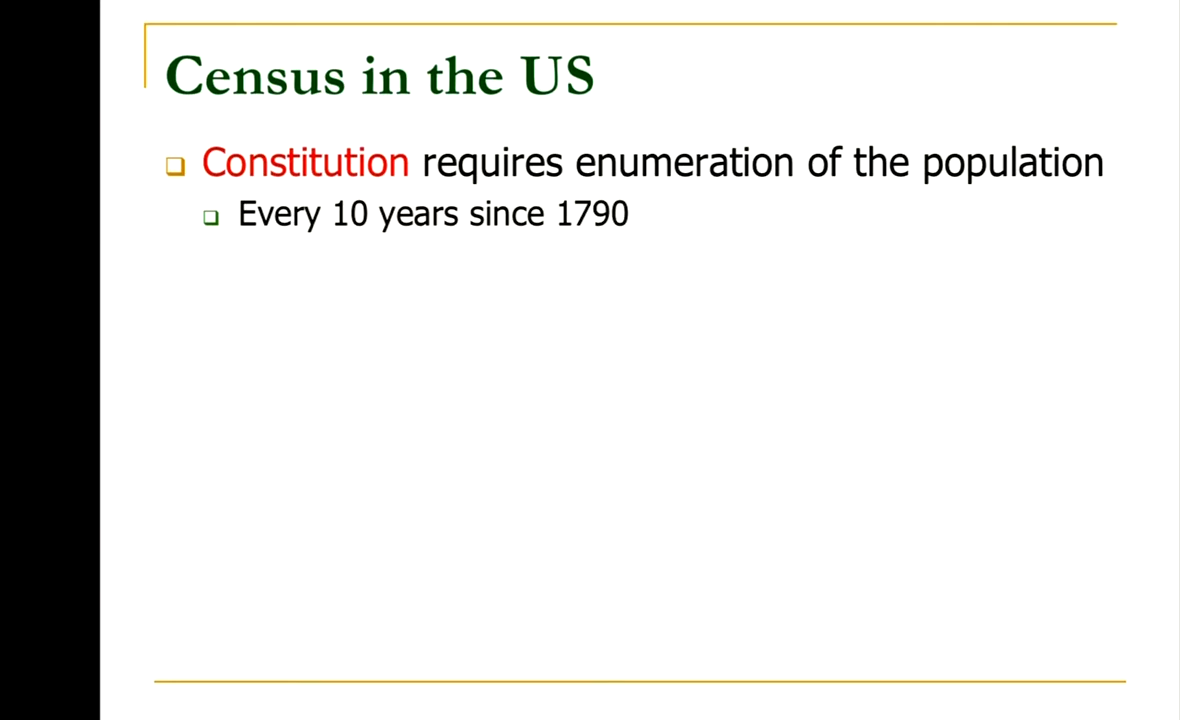 Census in the US
Constitution requires enumeration of the population
Every 10 years since 1790